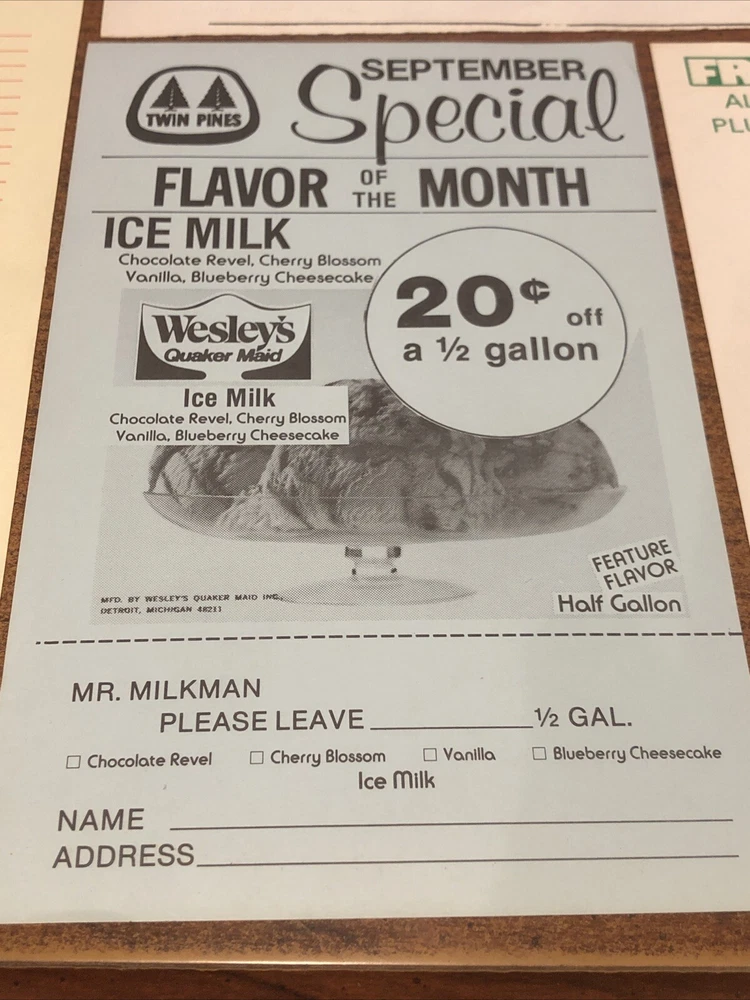 TWIN PINES
SEPTEMBER
Special
FLAVOR OF THE MONTH
ICE MILK
Chocolate Revel, Cherry Blossom
Vanilla, Blueberry Cheesecake
20¢ off
a ½ gallon
Wesley's
Quaker Maid
Ice Milk
Chocolate Revel, Cherry Blossom
Vanilla, Blueberry Cheesecake
FEATURE
FLAVOR
Half Gallon
MFD. BY WESLEY'S QUAKER MAID INC.
DETROIT, MICHIGAN 48211
MR. MILKMAN
PLEASE LEAVE ____________ ½ GAL.
☐ Chocolate Revel ☐ Cherry Blossom ☐ Vanilla ☐ Blueberry Cheesecake
Ice Milk
NAME
ADDRESS